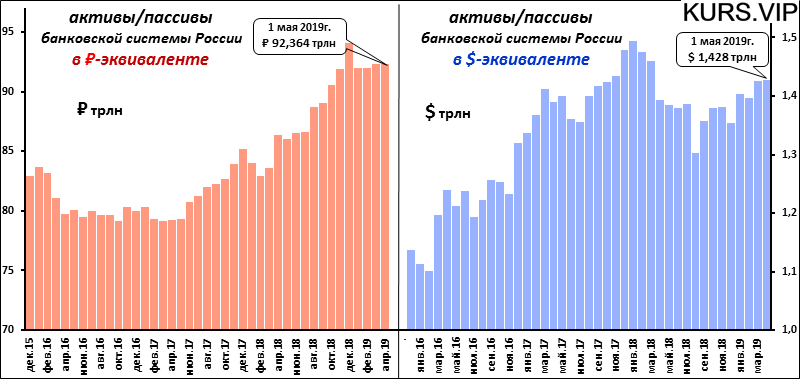 KURS.VIP
активы/пассивы
банковской системы России
в ₽-эквиваленте
1 мая 2019г.
₽ 92,364 трлн
₽ трлн
95
90
85
80
75
70
дек.15
фев.16
апр.16
июн.16
авг.16
окт.16
дек.16
фев.17
апр.17
июн.17
авг.17
окт.17
дек.17
фев.18
апр.18
июн.18
авг.18
окт.18
дек.18
фев.19
апр.19
активы/пассивы
банковской системы России
в $-эквиваленте
1 мая 2019г.
$ 1,428 трлн
$ трлн
1,5
1,4
1,3
1,2
1,1
1,0
янв.16
мар.16
май.16
июл.16
сен.16
ноя.16
янв.17
мар.17
май.17
июл.17
сен.17
ноя.17
янв.18
мар.18
май.18
июл.18
сен.18
ноя.18
янв.19
мар.19